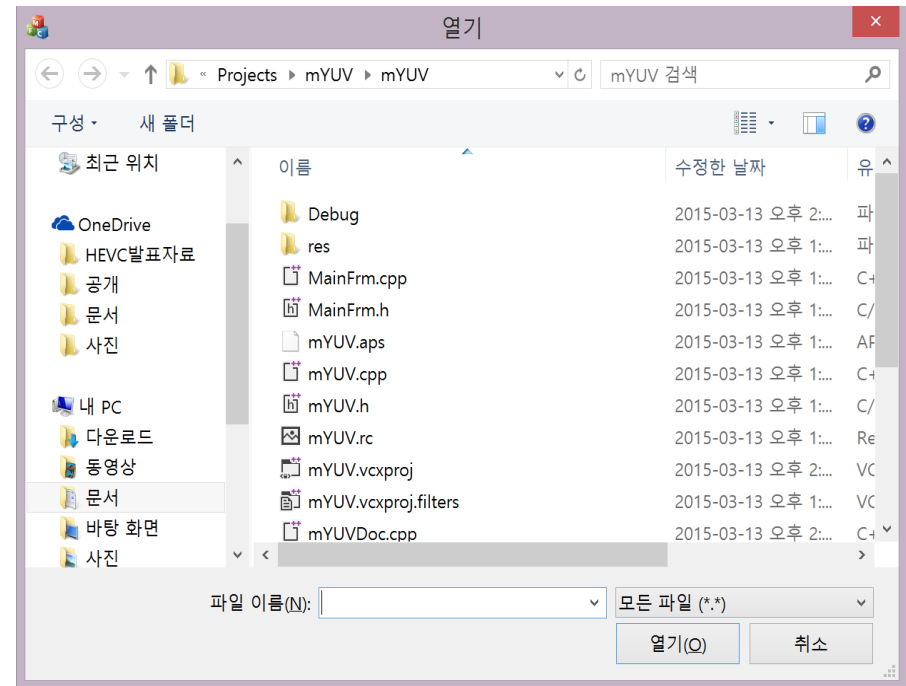 열기
« Projects ▸ mYUV ▸ mYUV
mYUV 검색
구성
새 폴더
최근 위치
OneDrive
HEVC발표자료
공개
문서
사진
내 PC
다운로드
동영상
문서
바탕 화면
사진
이름 수정한 날짜 유
Debug 2015-03-13 오후 2:... 파
res 2015-03-13 오후 1:... 파
MainFrm.cpp 2015-03-13 오후 1:... C+
MainFrm.h 2015-03-13 오후 1:... C/
mYUV.aps 2015-03-13 오후 1:... AF
mYUV.cpp 2015-03-13 오후 1:... C+
mYUV.h 2015-03-13 오후 1:... C/
mYUV.rc 2015-03-13 오후 1:... Re
mYUV.vcxproj 2015-03-13 오후 2:... VC
mYUV.vcxproj.filters 2015-03-13 오후 1:... VC
mYUVDoc.cpp 2015-03-13 오후 2:... C+
파일 이름(N):
모든 파일 (*.*)
열기(O)
취소